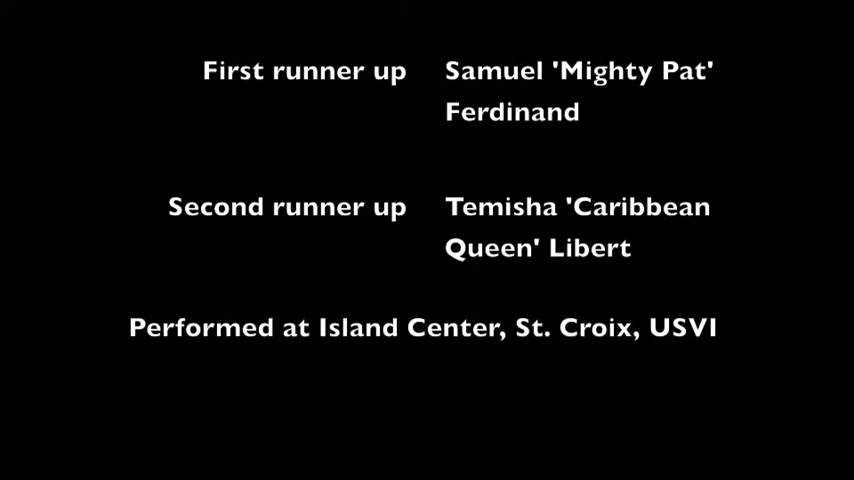 First runner up Samuel 'Mighty Pat'
Ferdinand
Second runner up Temisha 'Caribbean
Queen' Libert
Performed at Island Center, St. Croix, USVI